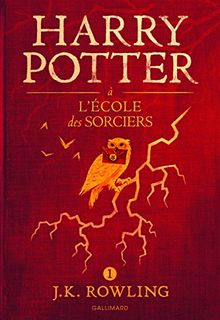 HARRY
POTTER
à
L'ÉCOLE
des SORCIERS
1
J.K. ROWLING
GALLIMARD